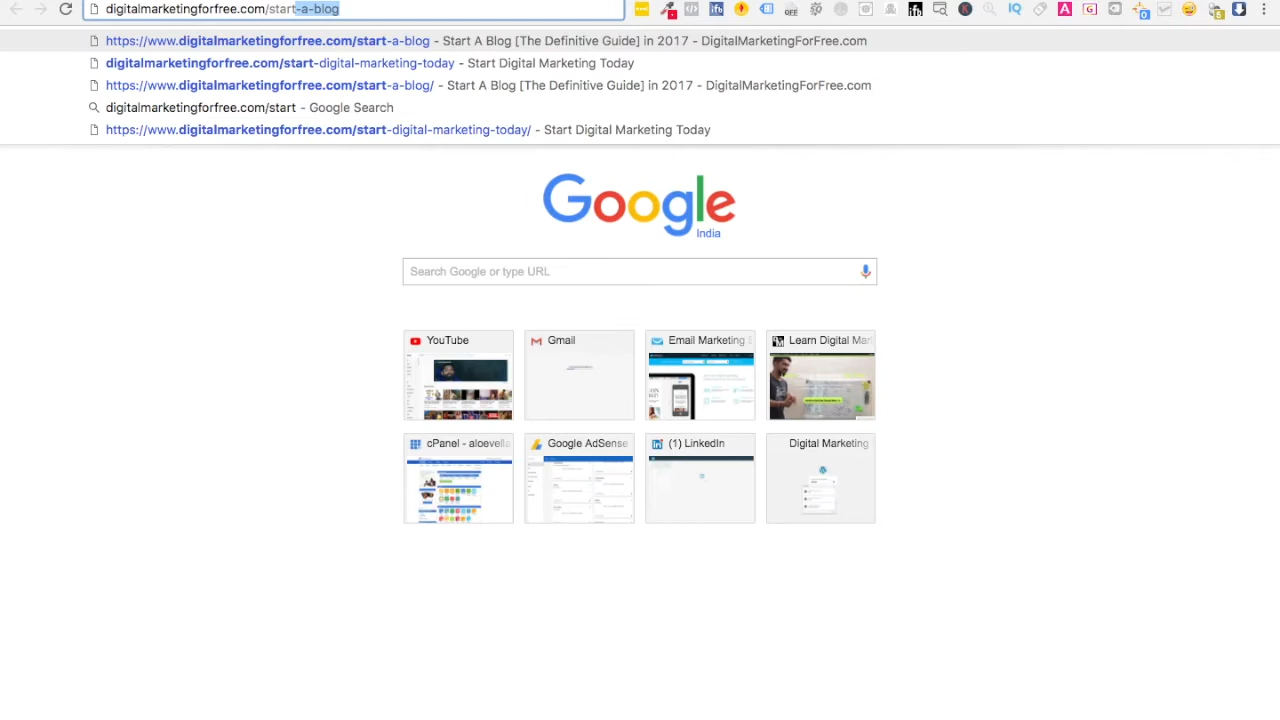 digitalmarketingforfree.com/start-a-blog
https://www.digitalmarketingforfree.com/start-a-blog - Start A Blog [The Definitive Guide] in 2017 - DigitalMarketingForFree.com
digitalmarketingforfree.com/start-digital-marketing-today - Start Digital Marketing Today
https://www.digitalmarketingforfree.com/start-a-blog/ - Start A Blog [The Definitive Guide] in 2017 - DigitalMarketingForFree.com
digitalmarketingforfree.com/start - Google Search
https://www.digitalmarketingforfree.com/start-digital-marketing-today/ - Start Digital Marketing Today
Google
India
Search Google or type URL
YouTube
Gmail
Email Marketing
Learn Digital Mar
cPanel - aloevella
Google AdSense
(1) LinkedIn
Digital Marketing